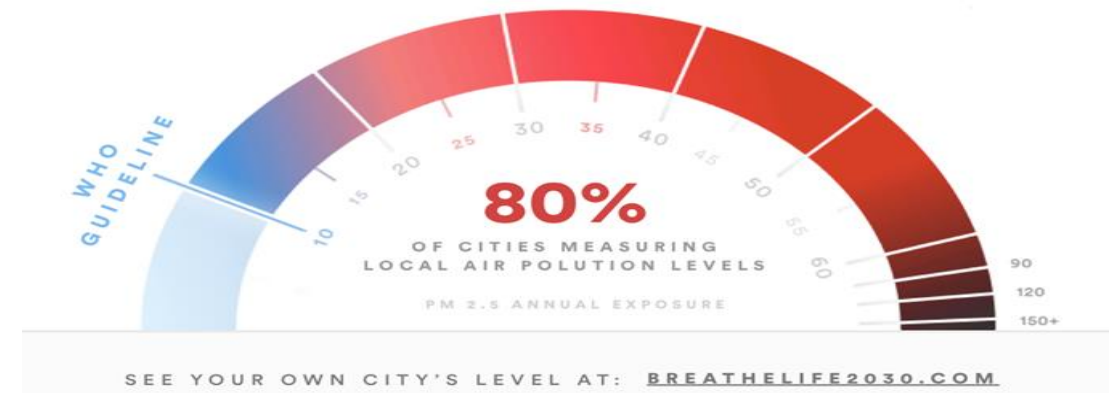 WHO
GUIDELINE
10
15
20
25
30
35
40
45
50
55
60
90
120
150+
80%
OF CITIES MEASURING
LOCAL AIR POLUTION LEVELS
PM 2.5 ANNUAL EXPOSURE
SEE YOUR OWN CITY'S LEVEL AT: BREATHELIFE2030.COM